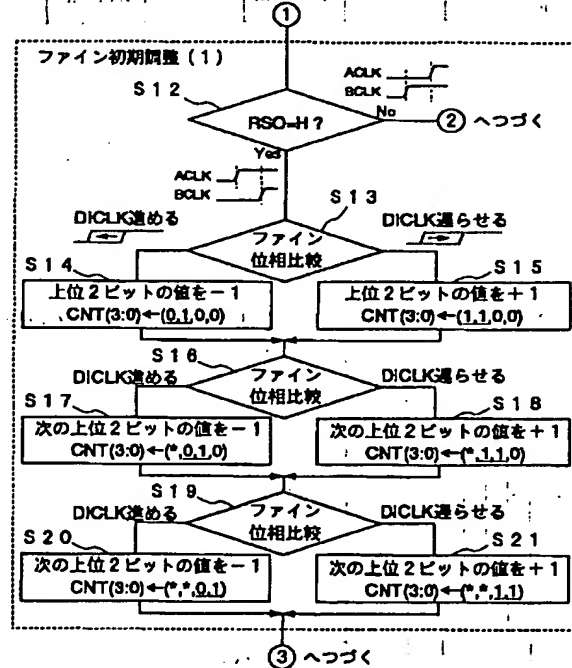 ①
ファイン初期調整(1)
S12
ACLK
BCLK
RSO=H?
No
② へつづく
Yes
ACLK
BCLK
S13
DICLK進める
DICLK遅らせる
ファイン
位相比較
S14
S15
上位2ビットの値を-1
CNT(3:0)←(0,1,0,0)
上位2ビットの値を+1
CNT(3:0)←(1,1,0,0)
S16
DICLK進める
DICLK遅らせる
ファイン
位相比較
S17
S18
次の上位2ビットの値を-1
CNT(3:0)←(*,0,1,0)
次の上位2ビットの値を+1
CNT(3:0)←(*,1,1,0)
S19
DICLK進める
DICLK遅らせる
ファイン
位相比較
S20
S21
次の上位2ビットの値を-1
CNT(3:0)←(*,*,0,1)
次の上位2ビットの値を+1
CNT(3:0)←(*,*,1,1)
③ へつづく